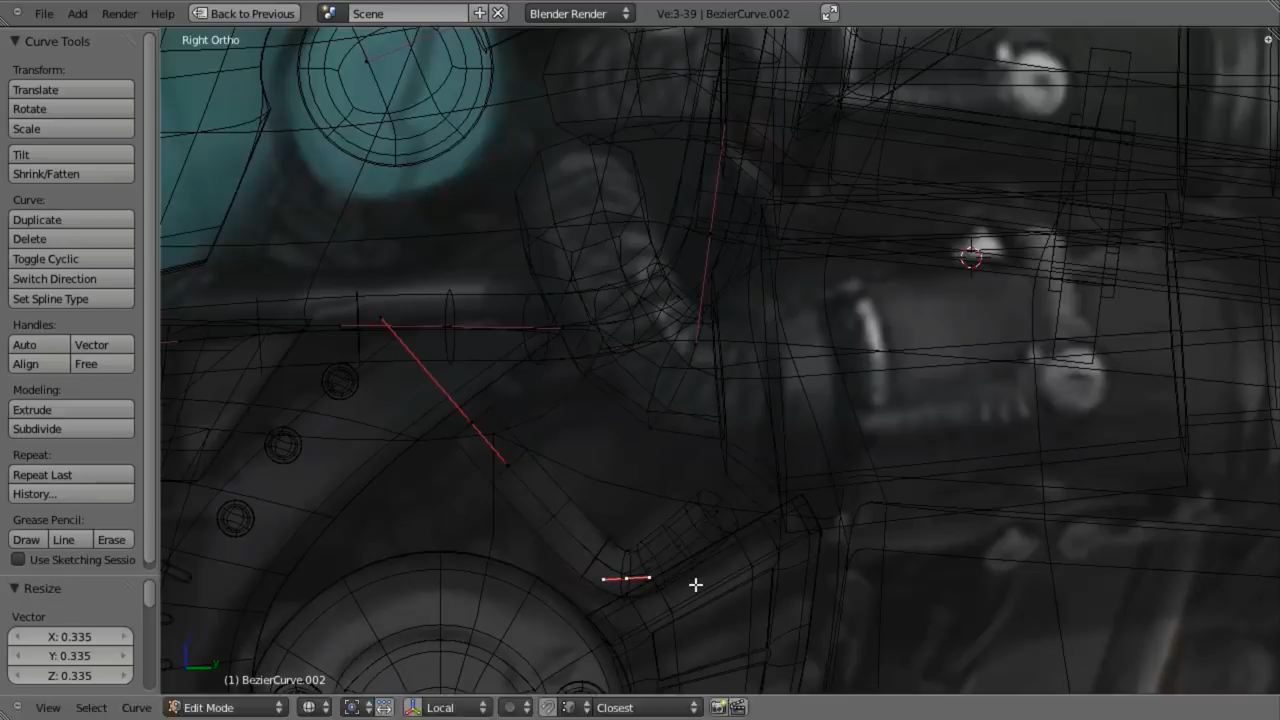 File Add Render Window Help Back to Previous Scene Blender Render Ve:3-39 | BezierCurve.002
Curve Tools
Right Ortho
Transform:
Translate
Rotate
Scale
Tilt
Shrink/Fatten
Curve:
Duplicate
Delete
Toggle Cyclic
Switch Direction
Set Spline Type
Handles:
Auto Vector
Align Free
Modeling:
Extrude
Subdivide
Repeat:
Repeat Last
History...
Grease Pencil:
Draw Line Erase
Use Sketching Sessio
Resize
Vector
X: 0.335
Y: 0.335
Z: 0.335
y
(1) BezierCurve.002
View Select Curve Edit Mode Local Closest